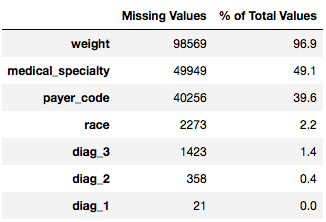 Missing Values % of Total Values
weight 98569 96.9
medical_specialty 49949 49.1
payer_code 40256 39.6
race 2273 2.2
diag_3 1423 1.4
diag_2 358 0.4
diag_1 21 0.0